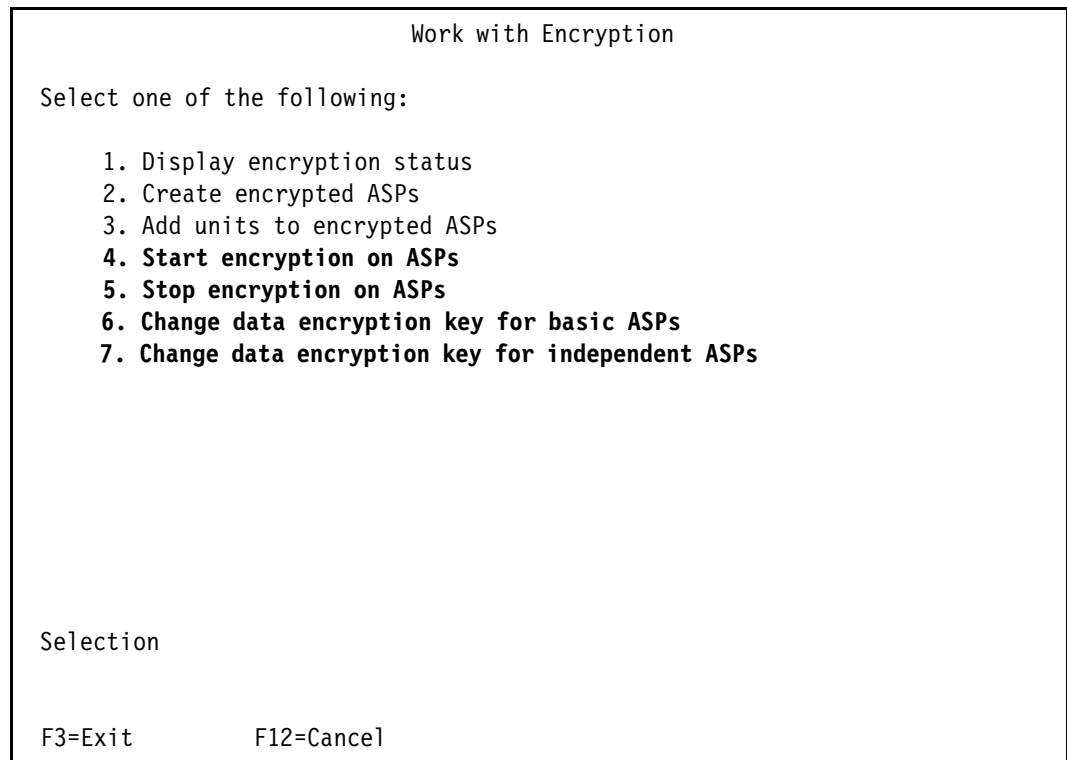 Work with Encryption
Select one of the following:
1. Display encryption status
2. Create encrypted ASPs
3. Add units to encrypted ASPs
4. Start encryption on ASPs
5. Stop encryption on ASPs
6. Change data encryption key for basic ASPs
7. Change data encryption key for independent ASPs
Selection
F3=Exit F12=Cancel